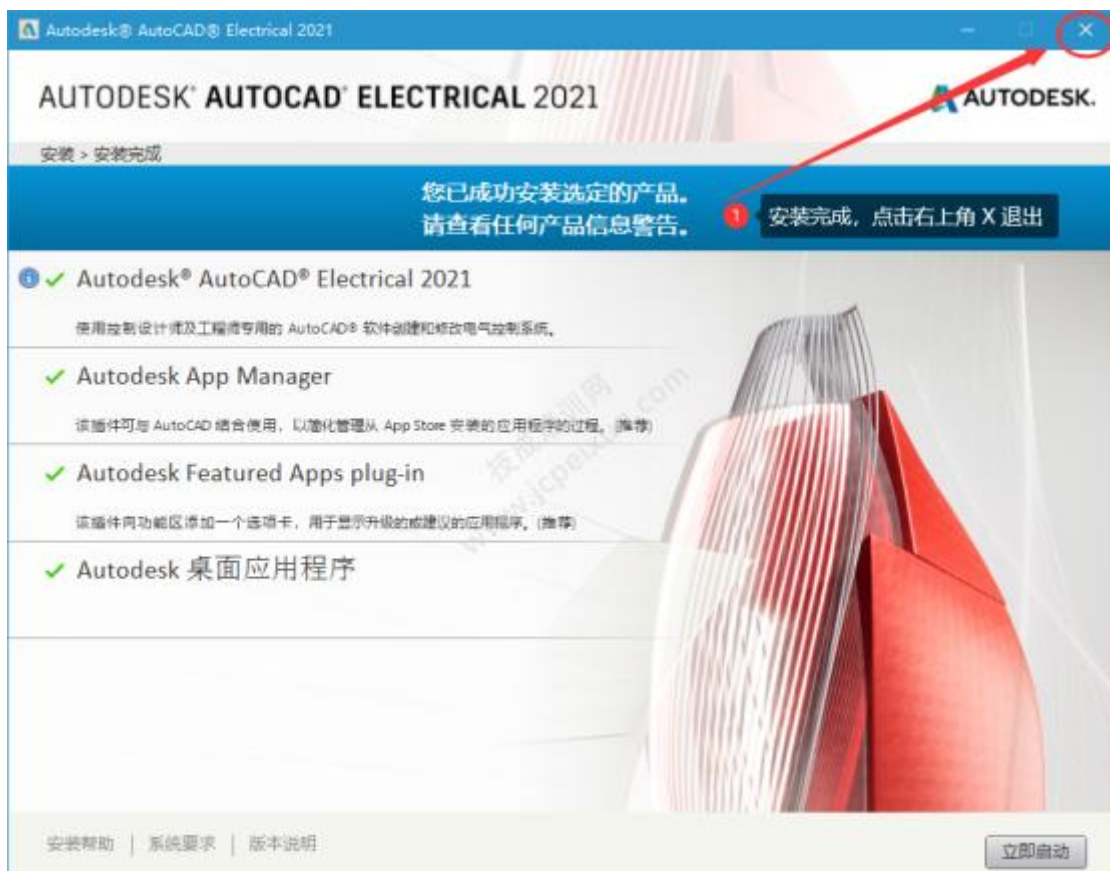 Autodesk® AutoCAD® Electrical 2021
AUTODESK® AUTOCAD® ELECTRICAL 2021
AUTODESK.
安装 > 安装完成
您已成功安装选定的产品。
请查看任何产品信息警告。
1 安装完成，点击右上角 X 退出
Autodesk® AutoCAD® Electrical 2021
使用控制设计师及工程师专用的 AutoCAD® 软件创建和修改电气控制系统。
Autodesk App Manager
该插件可与 AutoCAD 结合使用，以简化管理从 App Store 安装的应用程序的过程。(推荐)
Autodesk Featured Apps plug-in
该插件向功能区添加一个选项卡，用于显示升级的或建议的应用程序。(推荐)
Autodesk 桌面应用程序
技成培训网
www.jcpeixun.com
安装帮助 | 系统要求 | 版本说明
立即启动